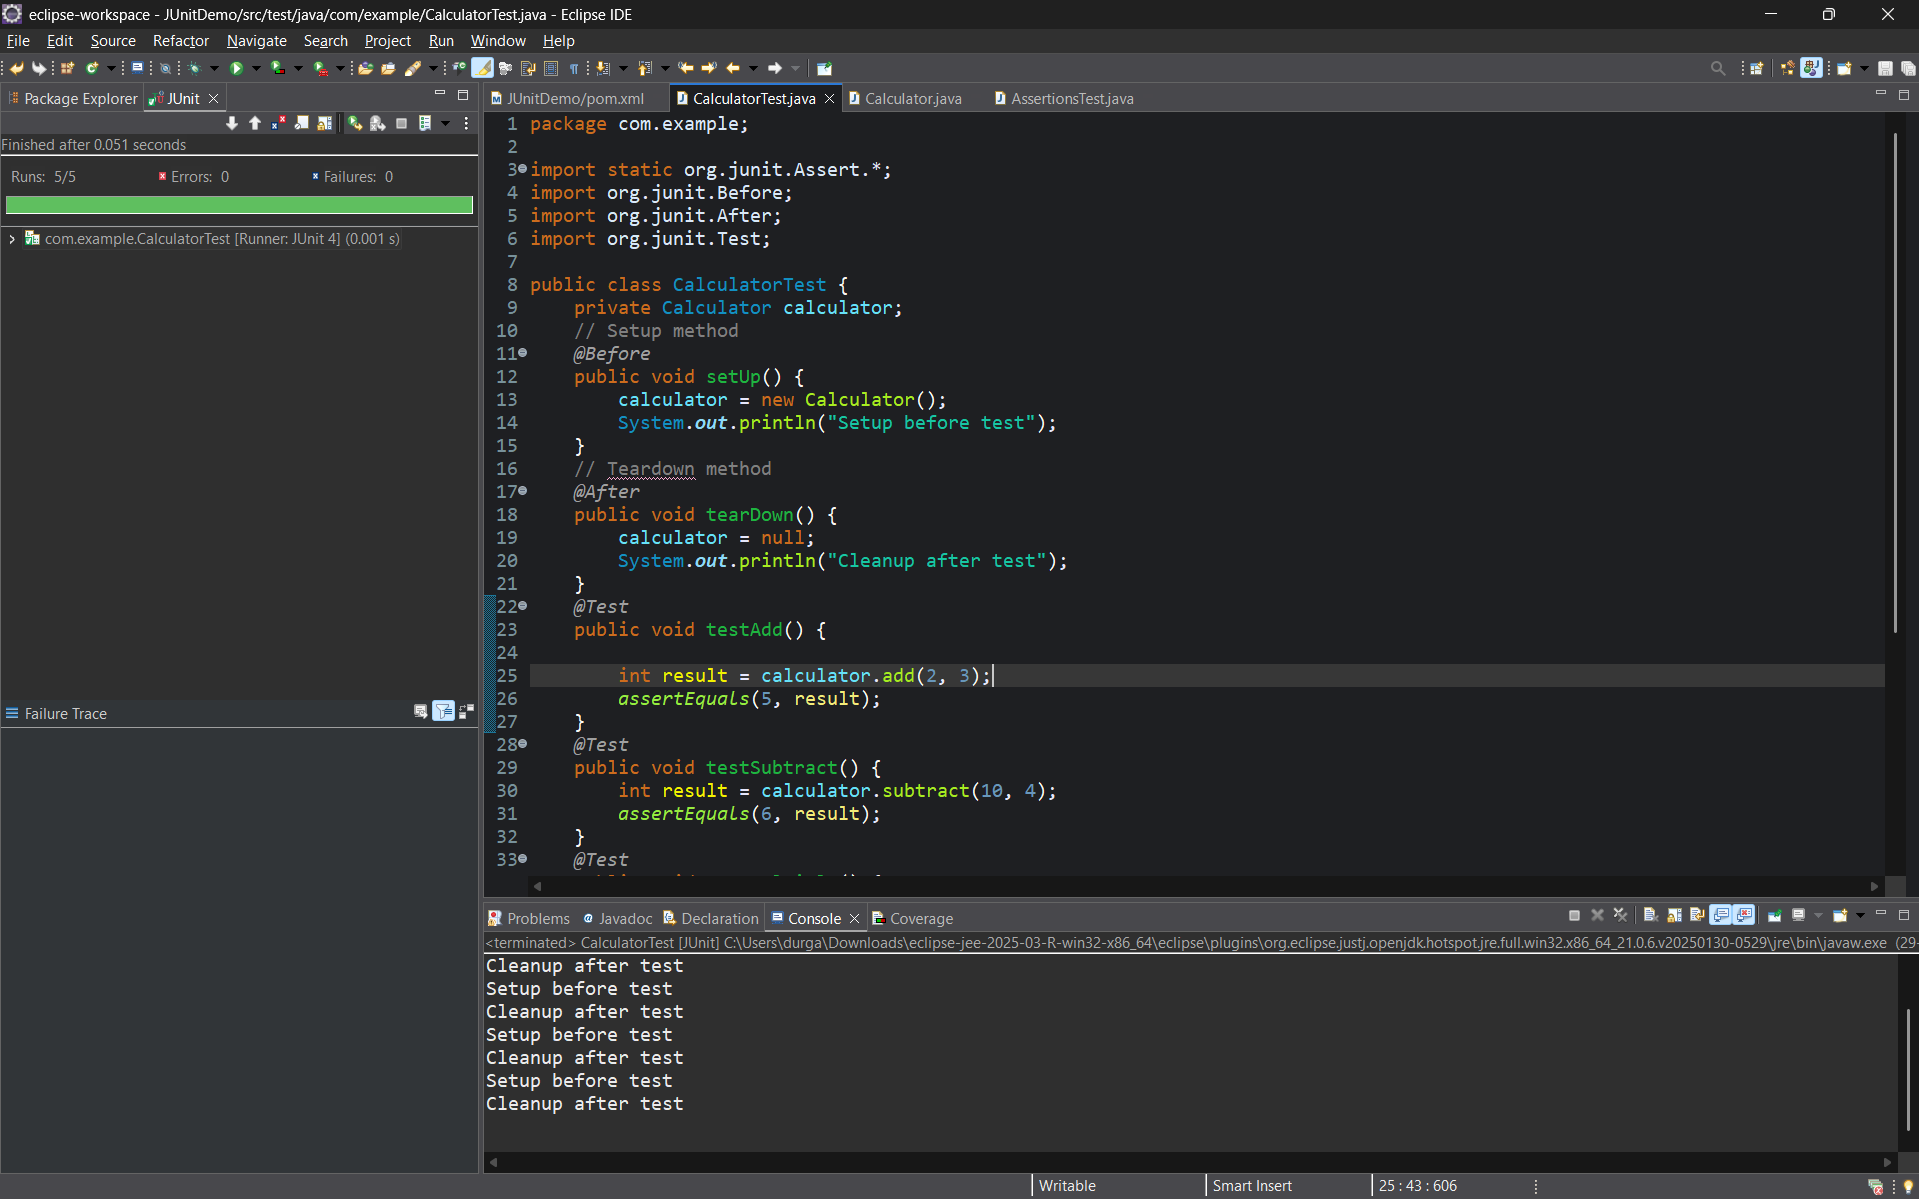 eclipse-workspace - JUnitDemo/src/test/java/com/example/CalculatorTest.java - Eclipse IDE
File Edit Source Refactor Navigate Search Project Run Window Help
Package Explorer JUnit
Finished after 0.051 seconds
Runs: 5/5 Errors: 0 Failures: 0
com.example.CalculatorTest [Runner: JUnit 4] (0.001 s)
Failure Trace
JUnitDemo/pom.xml CalculatorTest.java Calculator.java AssertionsTest.java
1 package com.example;
2
3 import static org.junit.Assert.*;
4 import org.junit.Before;
5 import org.junit.After;
6 import org.junit.Test;
7
8 public class CalculatorTest {
9     private Calculator calculator;
10     // Setup method
11     @Before
12     public void setUp() {
13         calculator = new Calculator();
14         System.out.println("Setup before test");
15     }
16     // Teardown method
17     @After
18     public void tearDown() {
19         calculator = null;
20         System.out.println("Cleanup after test");
21     }
22     @Test
23     public void testAdd() {
24
25         int result = calculator.add(2, 3);
26         assertEquals(5, result);
27     }
28     @Test
29     public void testSubtract() {
30         int result = calculator.subtract(10, 4);
31         assertEquals(6, result);
32     }
33     @Test
Problems Javadoc Declaration Console Coverage
<terminated> CalculatorTest [JUnit] C:\Users\durga\Downloads\eclipse-jee-2025-03-R-win32-x86_64\eclipse\plugins\org.eclipse.justj.openjdk.hotspot.jre.full.win32.x86_64_21.0.6.v20250130-0529\jre\bin\javaw.exe (29-
Cleanup after test
Setup before test
Cleanup after test
Setup before test
Cleanup after test
Setup before test
Cleanup after test
Writable Smart Insert 25 : 43 : 606